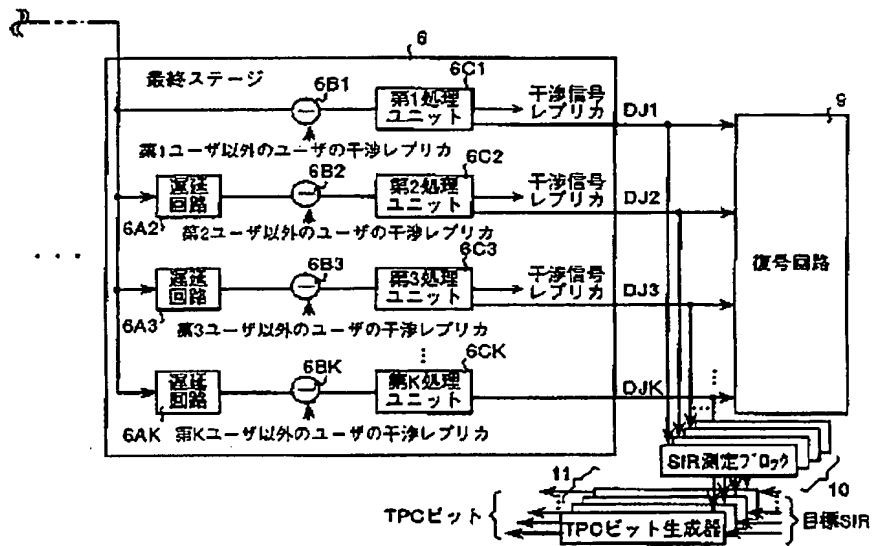 6
最終ステージ
6B1
6C1
第1処理
ユニット
干渉信号
レプリカ
DJ1
9
第1ユーザ以外のユーザの干渉レプリカ
遅延
回路
6A2
6B2
6C2
第2処理
ユニット
干渉信号
レプリカ
DJ2
第2ユーザ以外のユーザの干渉レプリカ
...
遅延
回路
6A3
6B3
6C3
第3処理
ユニット
干渉信号
レプリカ
DJ3
復号回路
第3ユーザ以外のユーザの干渉レプリカ
遅延
回路
6AK
6BK
6CK
第K処理
ユニット
DJK
第Kユーザ以外のユーザの干渉レプリカ
SIR測定ブロック
10
11
TPCビット
TPCビット生成器
目標SIR